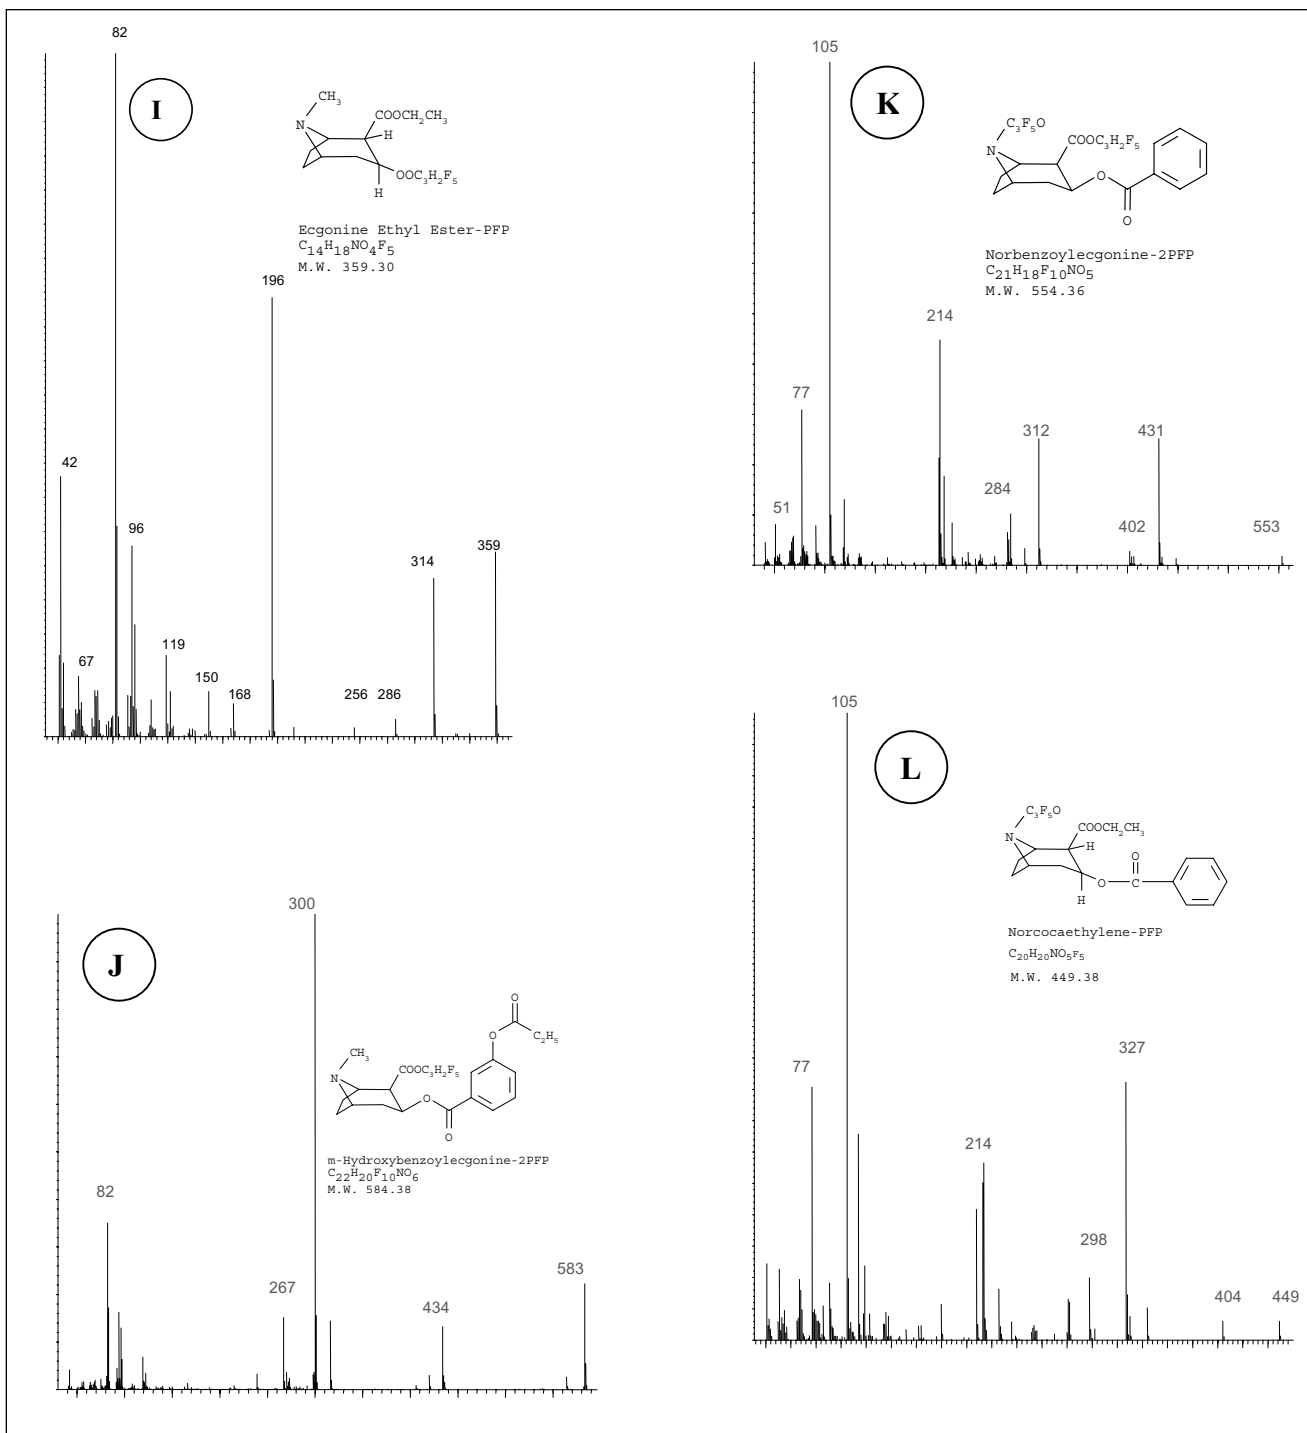 82
I
CH3
N
COOCH2CH3
H
OOC3H2F5
H
Ecgonine Ethyl Ester-PFP
C14H18NO4F5
M.W. 359.30
196
42
96
359
314
67
119
150
168
256
286
105
K
C3F5O
N
COOC3H2F5
O
O
Norbenzoylecgonine-2PFP
C21H18F10NO5
M.W. 554.36
214
77
312
431
284
51
402
553
300
J
O
O
C2H5
CH3
N
COOC3H2F5
O
O
m-Hydroxybenzoylecgonine-2PFP
C22H20F10NO6
M.W. 584.38
82
267
434
583
105
L
C3F5O
N
COOCH2CH3
H
O
O
C
H
Norcocaethylene-PFP
C20H20NO5F5
M.W. 449.38
327
77
214
298
404
449